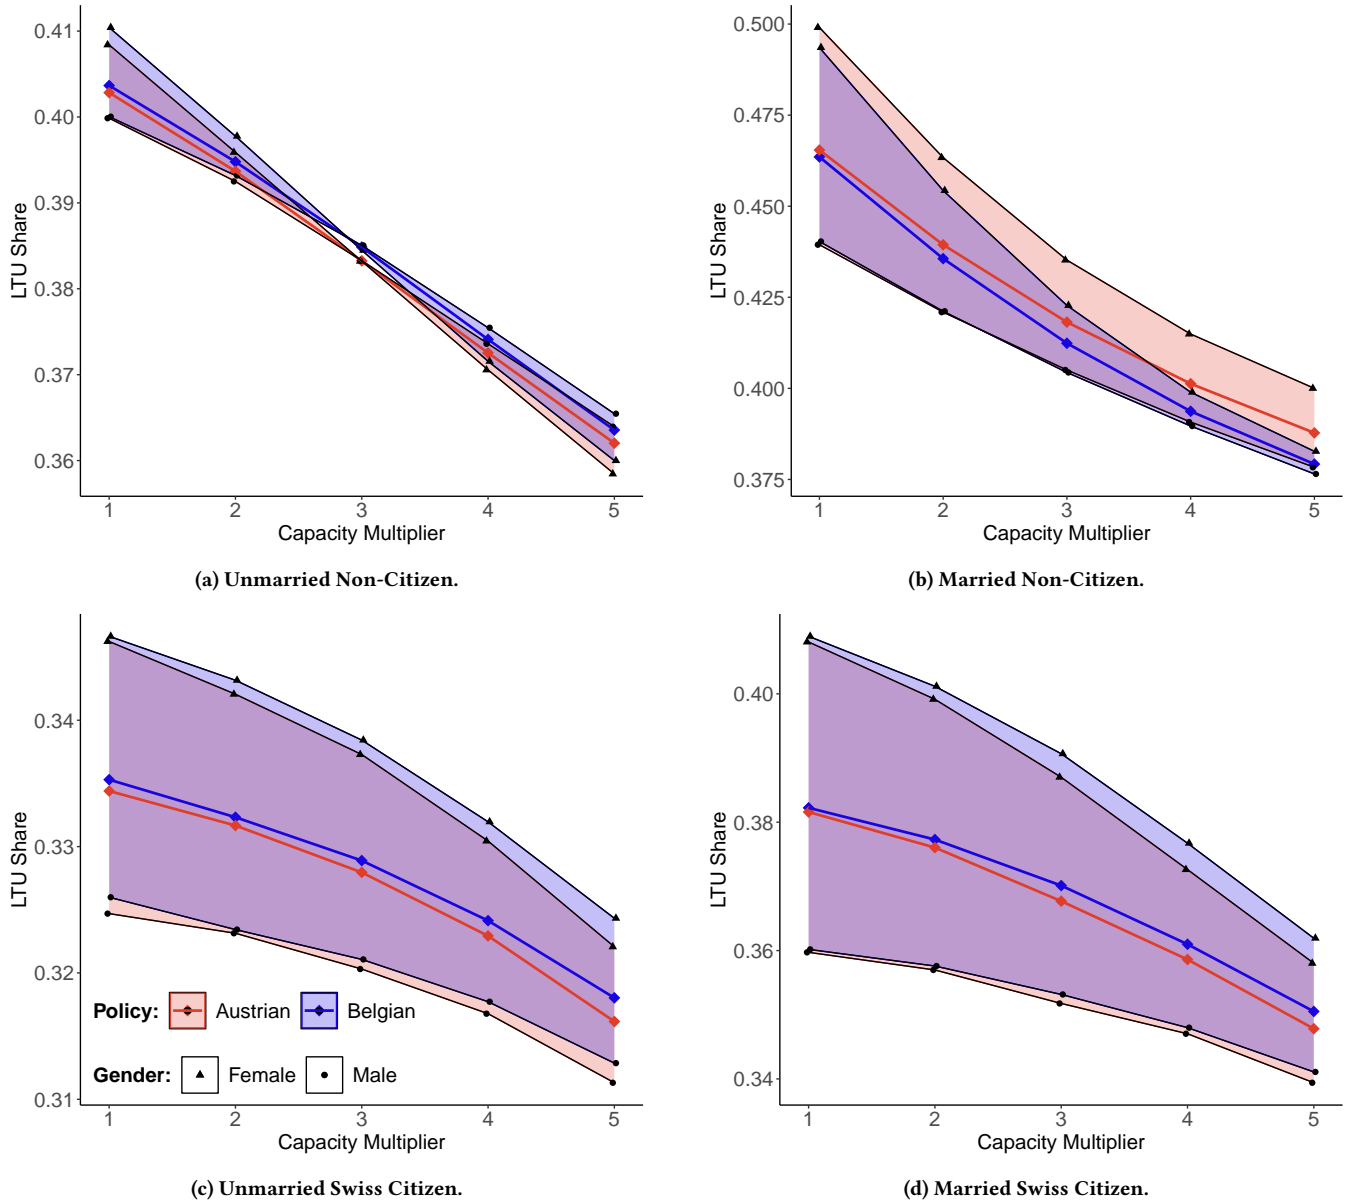 0.41
0.40
0.39
0.38
0.37
0.36
LTU Share
1 2 3 4 5
Capacity Multiplier
(a) Unmarried Non-Citizen.
0.500
0.475
0.450
0.425
0.400
0.375
LTU Share
1 2 3 4 5
Capacity Multiplier
(b) Married Non-Citizen.
0.34
0.33
0.32
0.31
LTU Share
Policy: Austrian Belgian
Gender: Female Male
1 2 3 4 5
Capacity Multiplier
(c) Unmarried Swiss Citizen.
0.40
0.38
0.36
0.34
LTU Share
1 2 3 4 5
Capacity Multiplier
(d) Married Swiss Citizen.